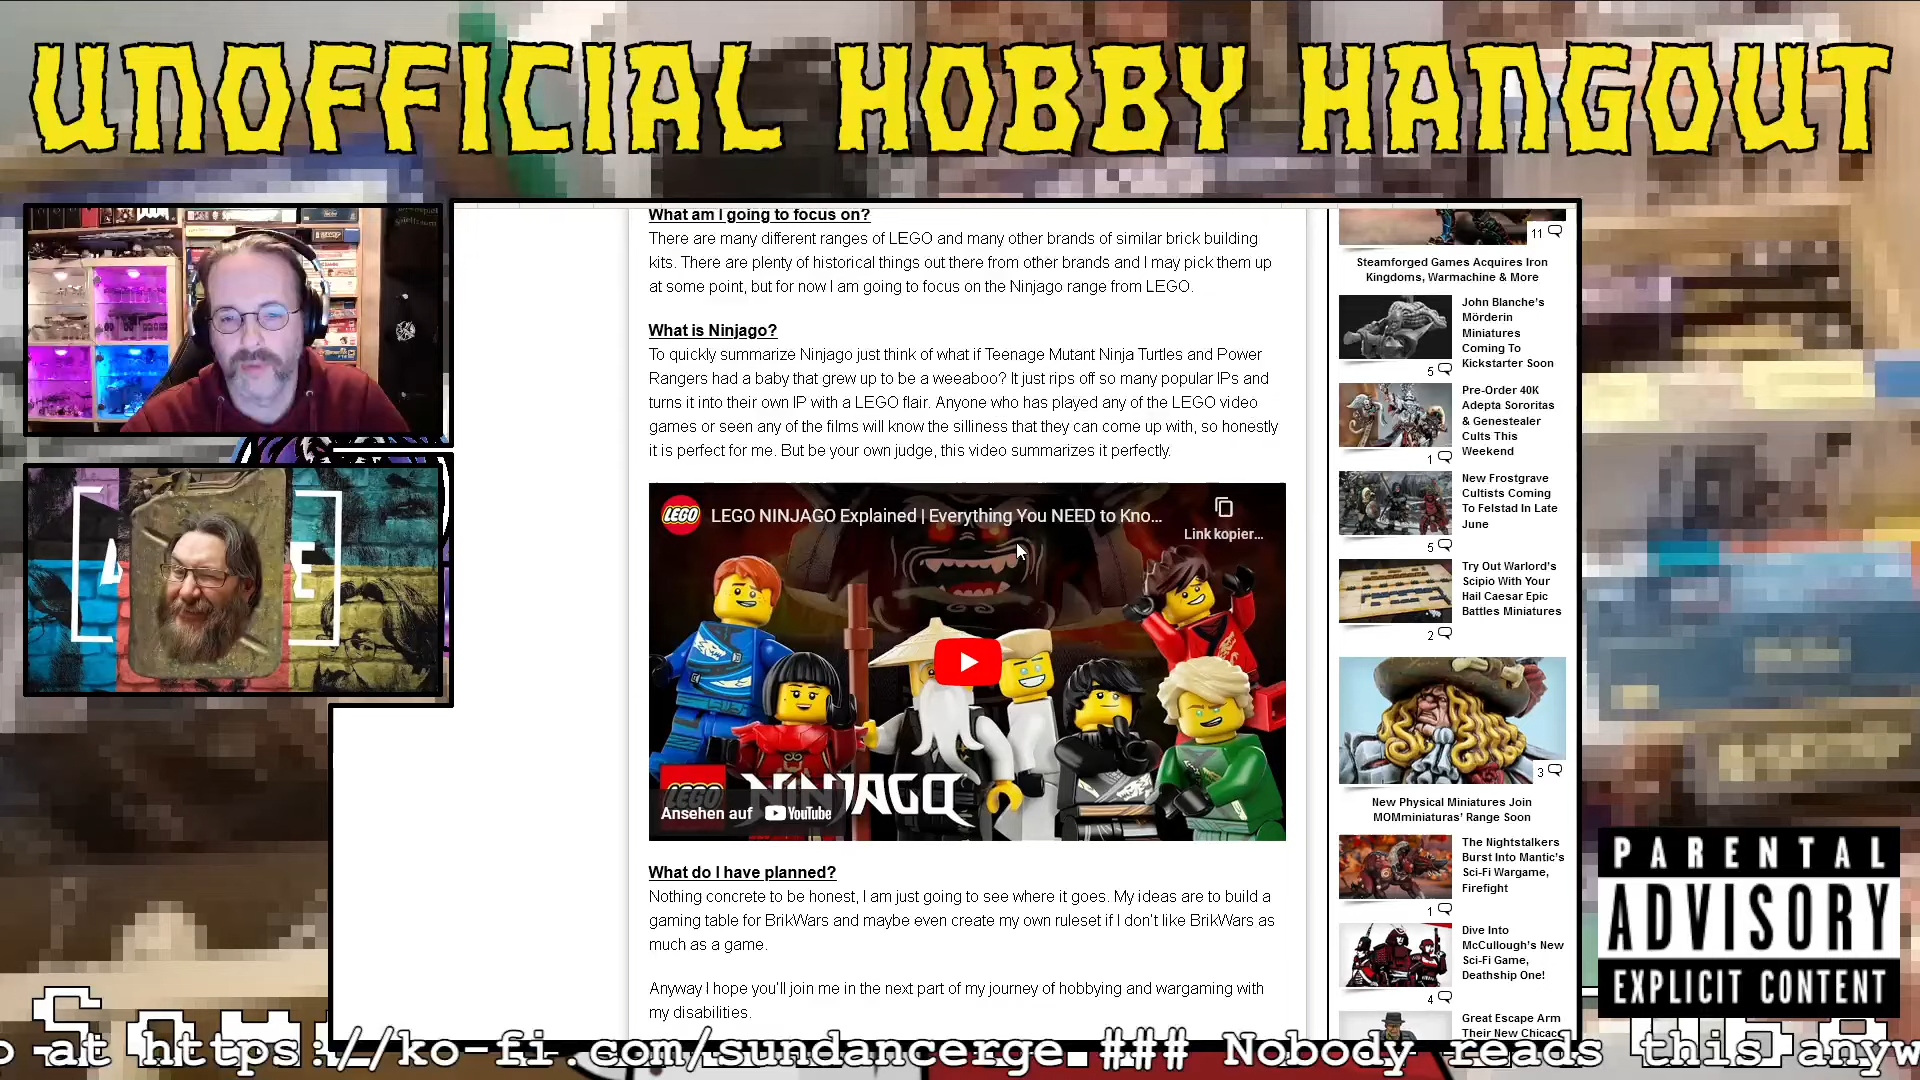 UNOFFICIAL HOBBY HANGOUT
What am I going to focus on?
There are many different ranges of LEGO and many other brands of similar brick building
kits. There are plenty of historical things out there from other brands and I may pick them up
at some point, but for now I am going to focus on the Ninjago range from LEGO.
What is Ninjago?
To quickly summarize Ninjago just think of what if Teenage Mutant Ninja Turtles and Power
Rangers had a baby that grew up to be a weeaboo? It just rips off so many popular IPs and
turns it into their own IP with a LEGO flair. Anyone who has played any of the LEGO video
games or seen any of the films will know the silliness that they can come up with, so honestly
it is perfect for me. But be your own judge, this video summarizes it perfectly.
LEGO
LEGO NINJAGO Explained | Everything You NEED to Kno...
Link kopier...
LEGO
NINJAGO
Ansehen auf YouTube
What do I have planned?
Nothing concrete to be honest, I am just going to see where it goes. My ideas are to build a
gaming table for BrikWars and maybe even create my own ruleset if I don't like BrikWars as
much as a game.
Anyway I hope you'll join me in the next part of my journey of hobbying and wargaming with
my disabilities.
11
Steamforged Games Acquires Iron
Kingdoms, Warmachine & More
John Blanche's
Mörderin
Miniatures
Coming To
Kickstarter Soon
5
Pre-Order 40K
Adepta Sororitas
& Genestealer
Cults This
Weekend
1
New Frostgrave
Cultists Coming
To Felstad In Late
June
5
Try Out Warlord's
Scipio With Your
Hail Caesar Epic
Battles Miniatures
2
3
New Physical Miniatures Join
MOMminiaturas' Range Soon
The Nightstalkers
Burst Into Mantic's
Sci-Fi Wargame,
Firefight
1
Dive Into
McCullough's New
Sci-Fi Game,
Deathship One!
4
Great Escape Arm
Their New Chicago
PARENTAL
ADVISORY
EXPLICIT CONTENT
o at https://ko-fi.com/sundancerge ### Nobody reads this anyw